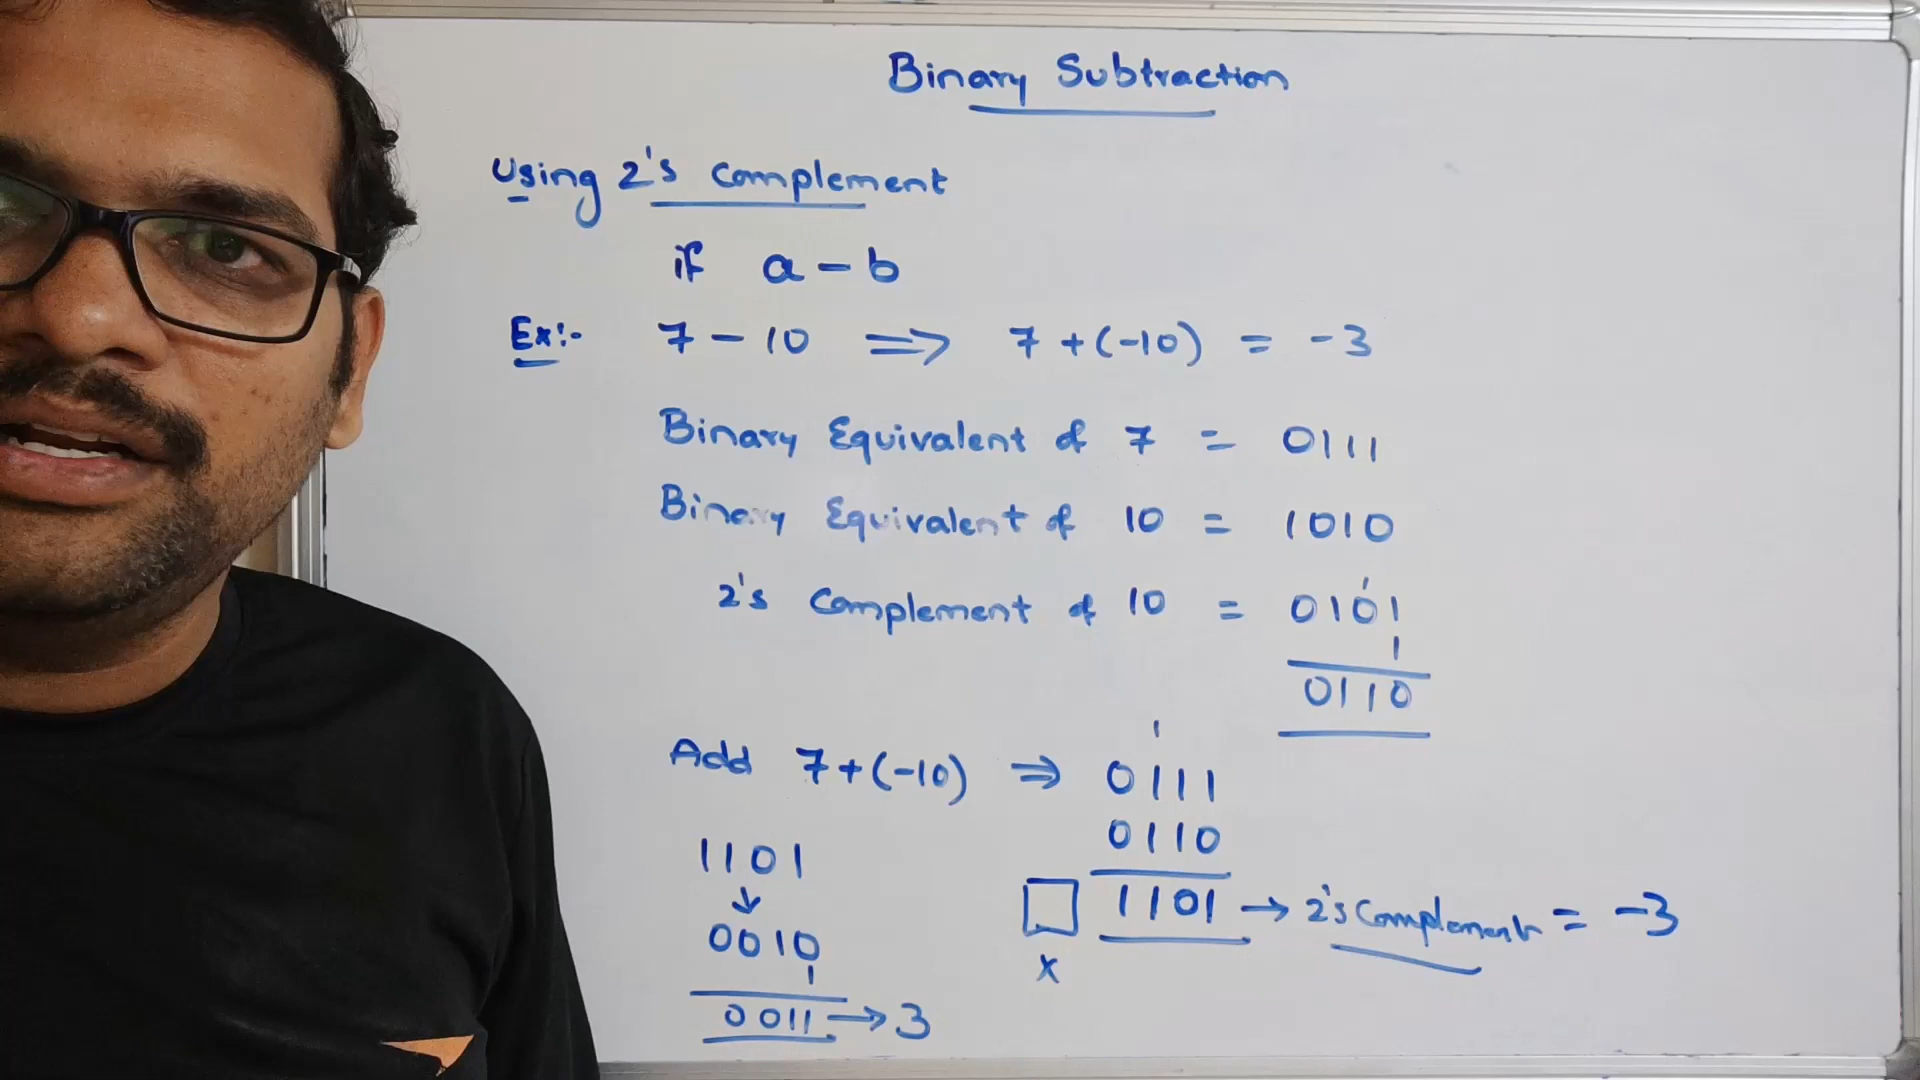 Binary Subtraction
Using 2's Complement
if a - b
Ex:- 7 - 10 ⟹ 7 + (-10) = -3
Binary Equivalent of 7 = 0111
Binary Equivalent of 10 = 1010
1
2's Complement of 10 = 0101
1
0110
1
Add 7+(-10) ⇒ 0111
0110
1101 → 2's Complement = -3
x
1101
↓
0010
1
0011 → 3